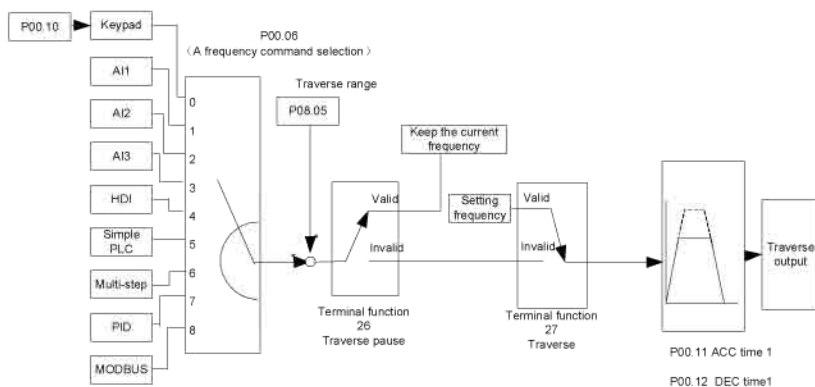 P00.10
Keypad
AI1
AI2
AI3
HDI
Simple
PLC
Multi-step
PID
MODBUS
P00.06
(A frequency command selection)
0
1
2
3
4
5
6
7
8
Traverse range
P08.05
Keep the current
frequency
Valid
Invalid
Terminal function
26
Traverse pause
Setting
frequency
Valid
Invalid
Terminal function
27
Traverse
P00.11 ACC time 1
P00.12 DEC time1
Traverse
output